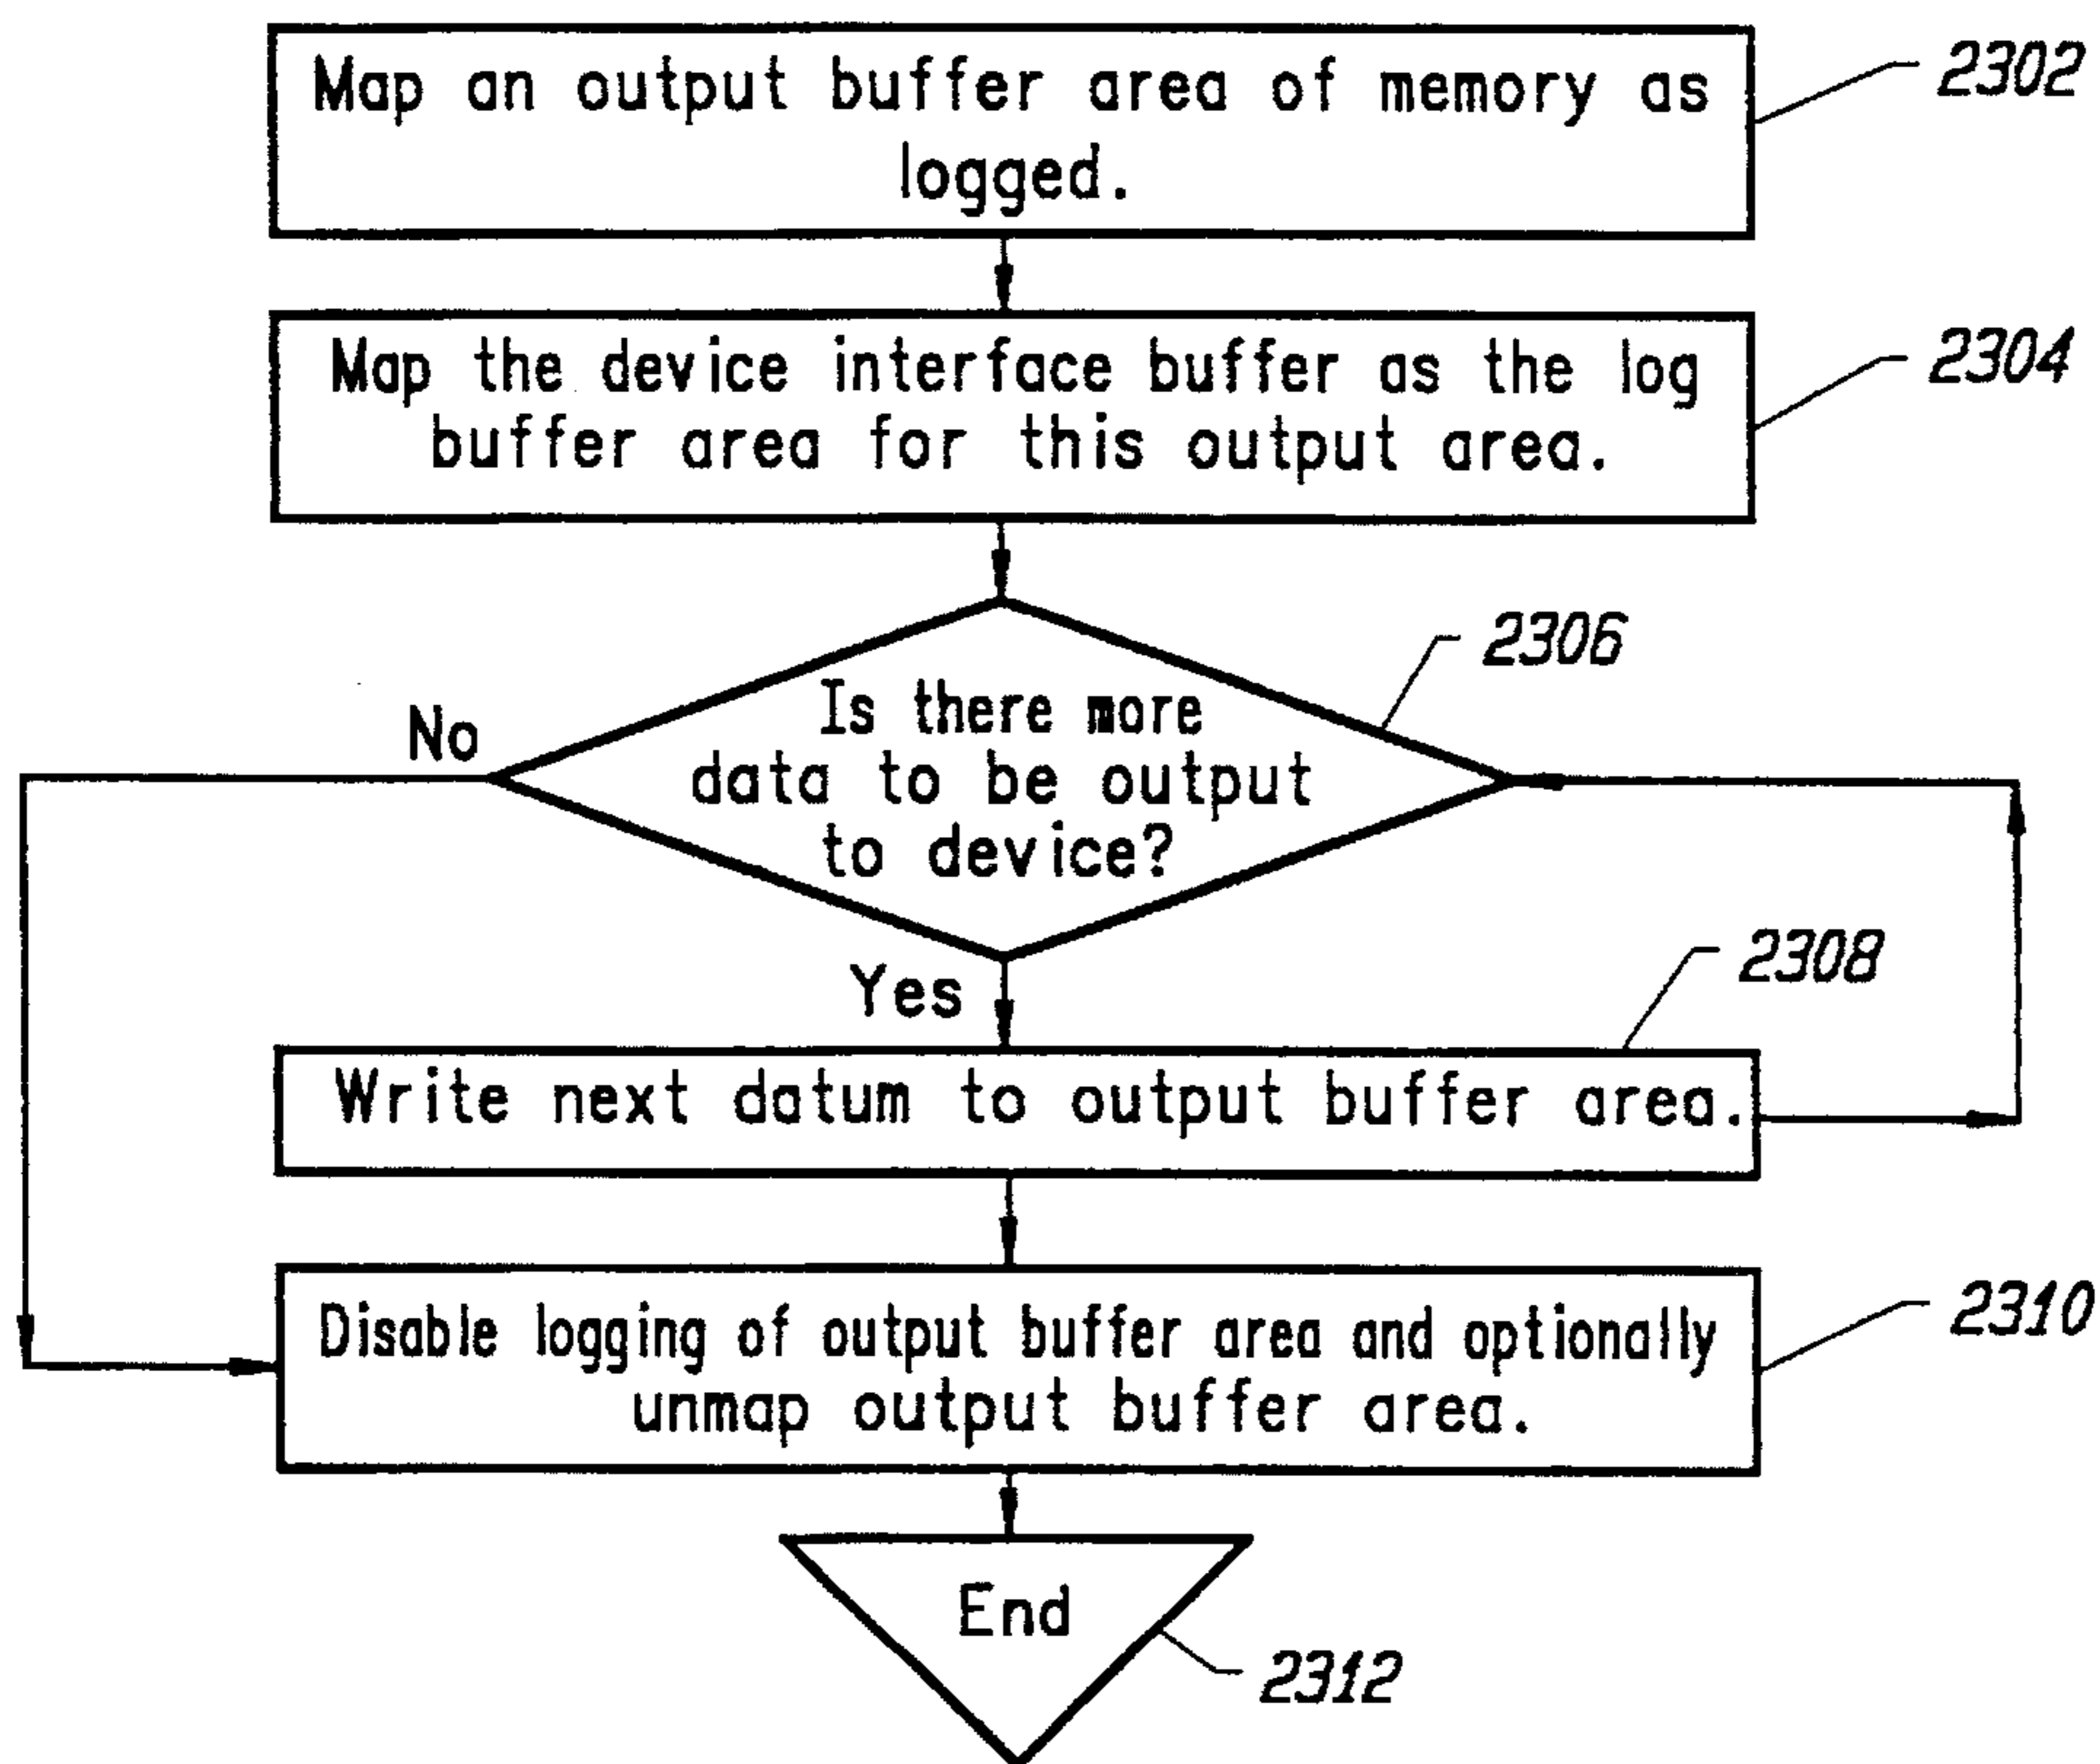 Map an output buffer area of memory as
logged.
2302
Map the device interface buffer as the log
buffer area for this output area.
2304
2306
Is there more
data to be output
to device?
No
Yes
2308
Write next datum to output buffer area.
Disable logging of output buffer area and optionally
unmap output buffer area.
2310
End
2312